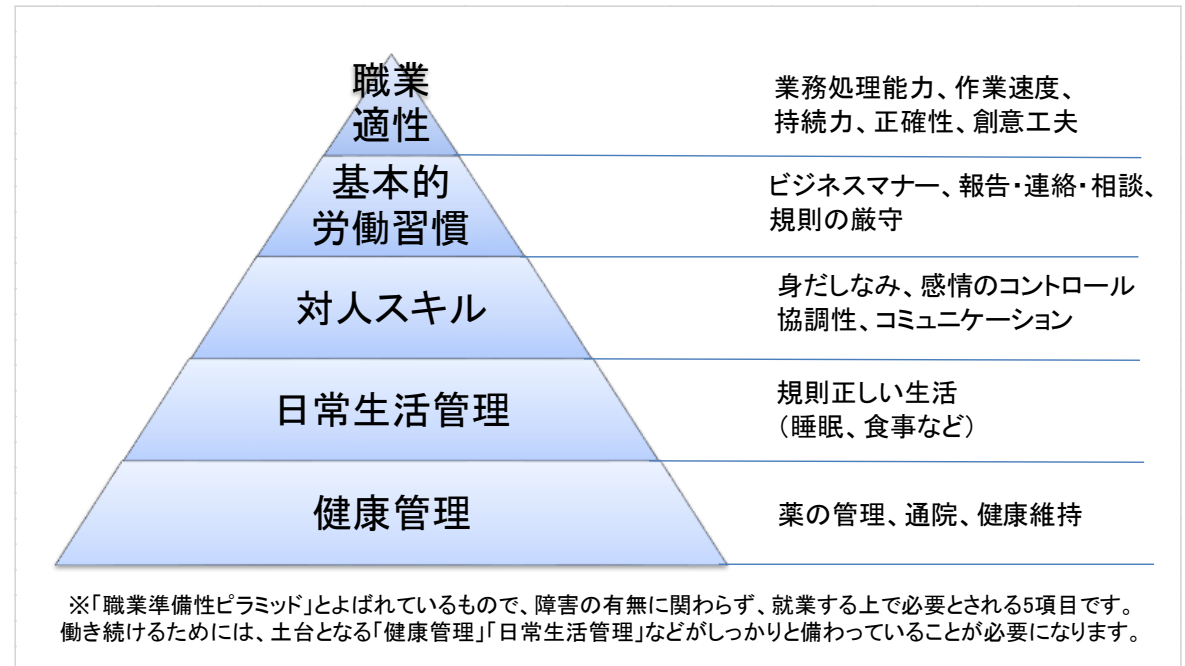 職業
適性
業務処理能力、作業速度、
持続力、正確性、創意工夫
基本的
労働習慣
ビジネスマナー、報告・連絡・相談、
規則の厳守
対人スキル
身だしなみ、感情のコントロール
協調性、コミュニケーション
日常生活管理
規則正しい生活
（睡眠、食事など）
健康管理
薬の管理、通院、健康維持
※「職業準備性ピラミッド」とよばれているもので、障害の有無に関わらず、就業する上で必要とされる5項目です。
働き続けるためには、土台となる「健康管理」「日常生活管理」などがしっかりと備わっていることが必要になります。